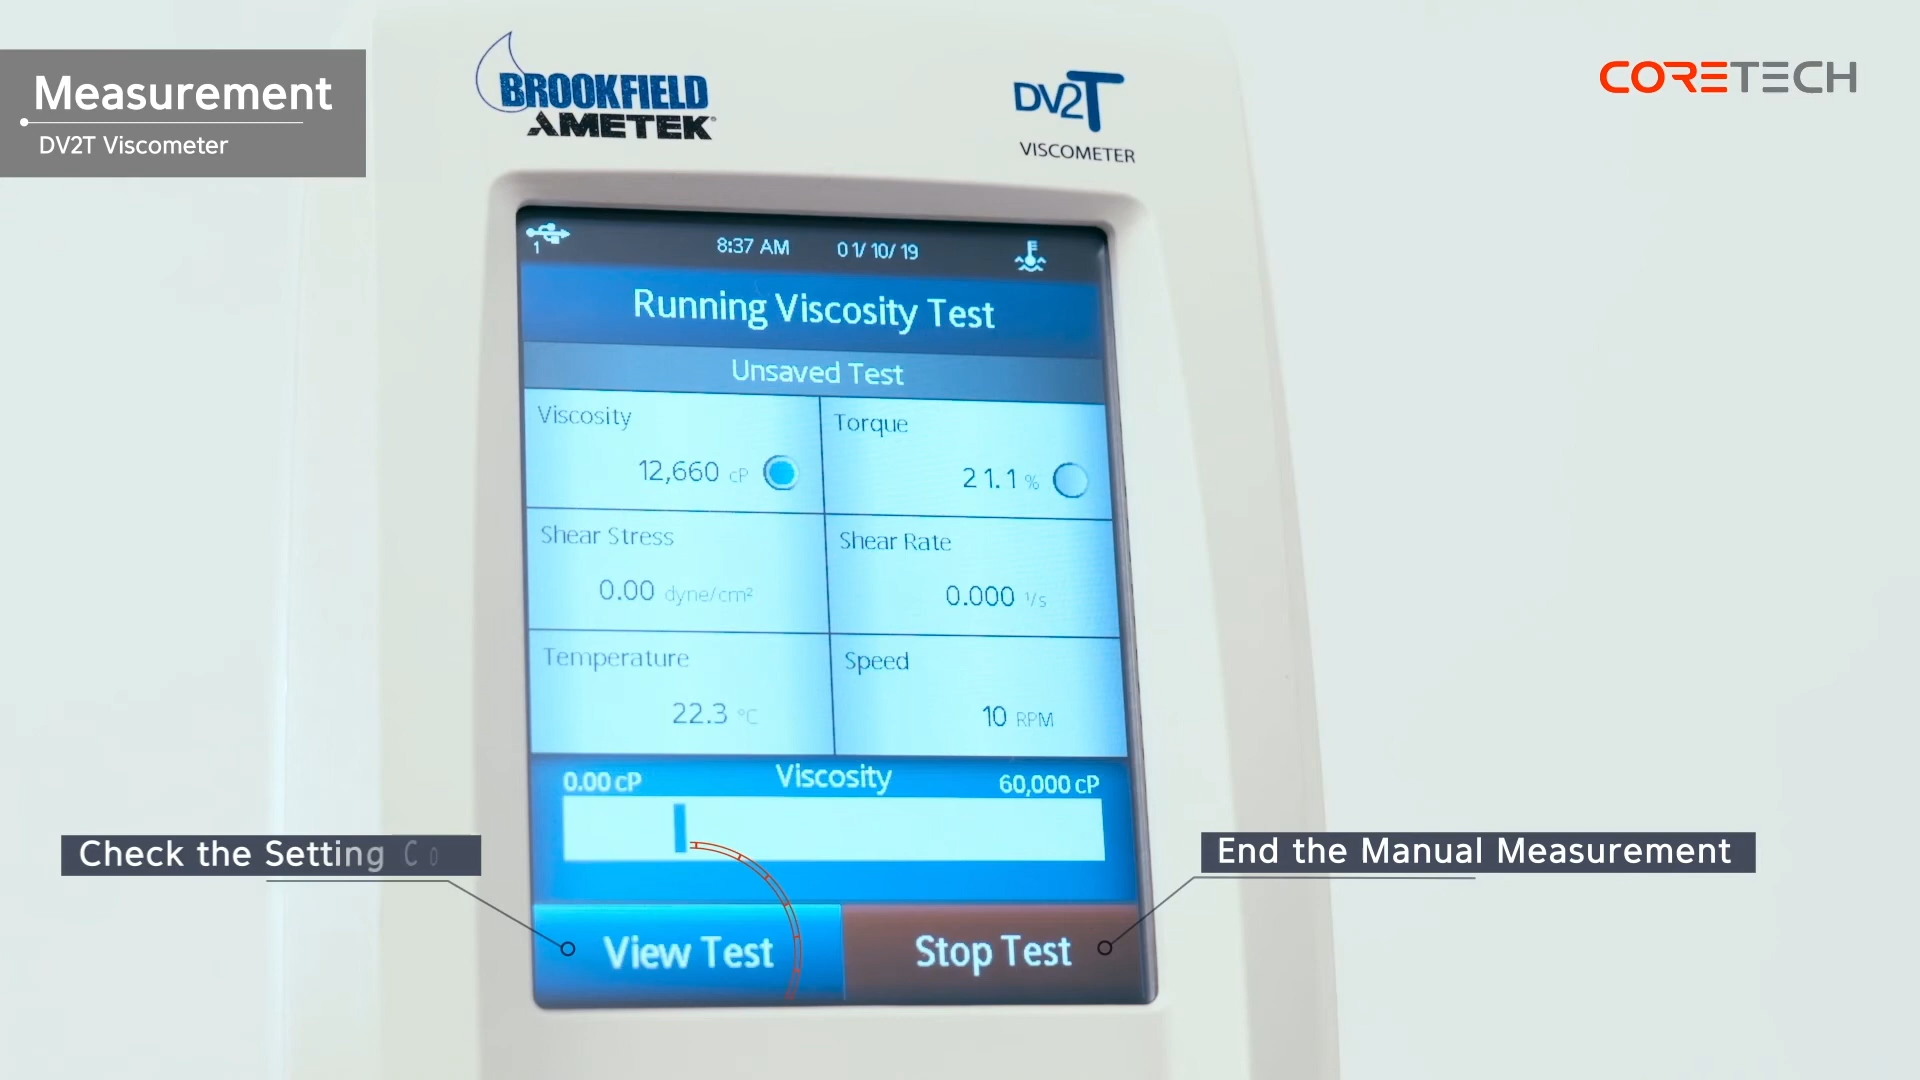 Measurement
DV2T Viscometer
BROOKFIELD
AMETEK®
DV2T
VISCOMETER
CORETECH
1
8:37 AM 01/10/19
Running Viscosity Test
Unsaved Test
Viscosity
12,660 cP
Torque
21.1 %
Shear Stress
0.00 dyne/cm²
Shear Rate
0.000 1/s
Temperature
22.3 °C
Speed
10 RPM
0.00 cP Viscosity 60,000 cP
Check the Setting Co
End the Manual Measurement
View Test
Stop Test